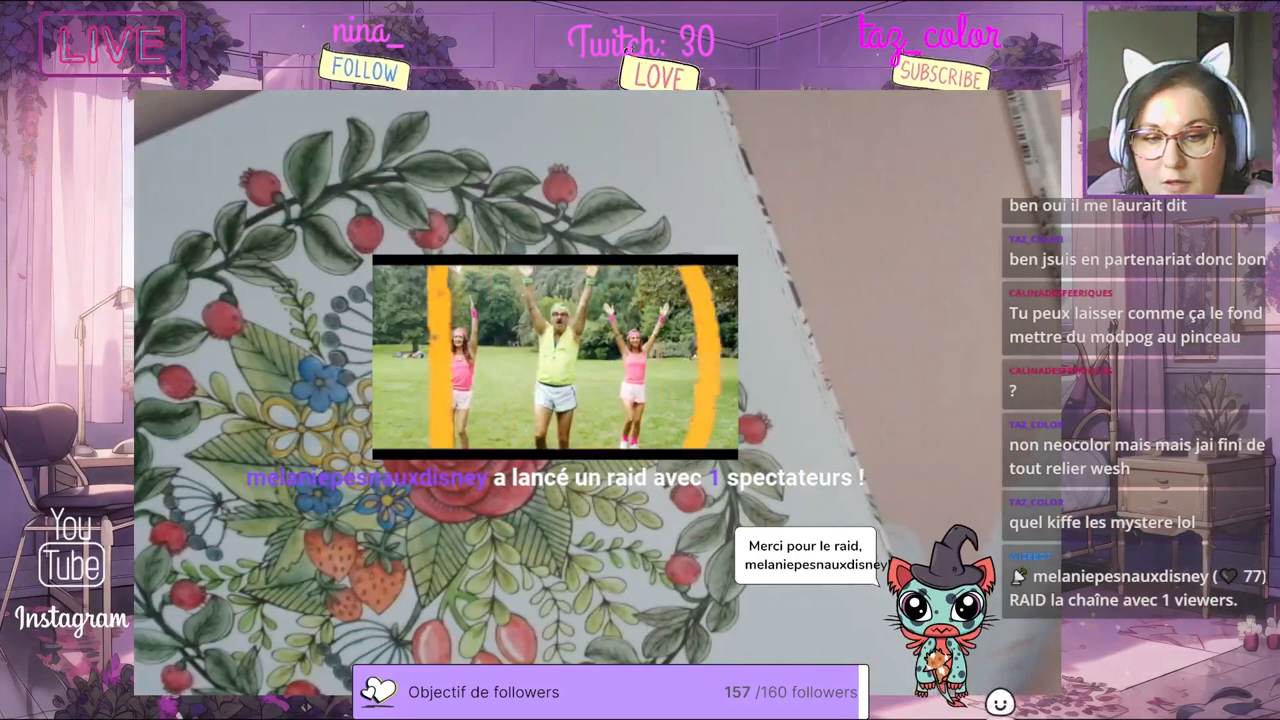 LIVE
nina_
FOLLOW
Twitch: 30
LOVE
taz_color
SUBSCRIBE
ben oui il me laurait dit
TAZ_COLOR
ben jsuis en partenariat donc bon
CALINADESFEERIQUES
Tu peux laisser comme ça le fond
mettre du modpog au pinceau
CALINADESFEERIQUES
?
TAZ_COLOR
non neocolor mais mais jai fini de
tout relier wesh
TAZ_COLOR
quel kiffe les mystere lol
melaniepesnauxdisney ( 77)
RAID la chaîne avec 1 viewers.
melaniepesnauxdisney a lancé un raid avec 1 spectateurs !
Merci pour le raid,
melaniepesnauxdisney
You
Tube
Instagram
Objectif de followers 157 /160 followers